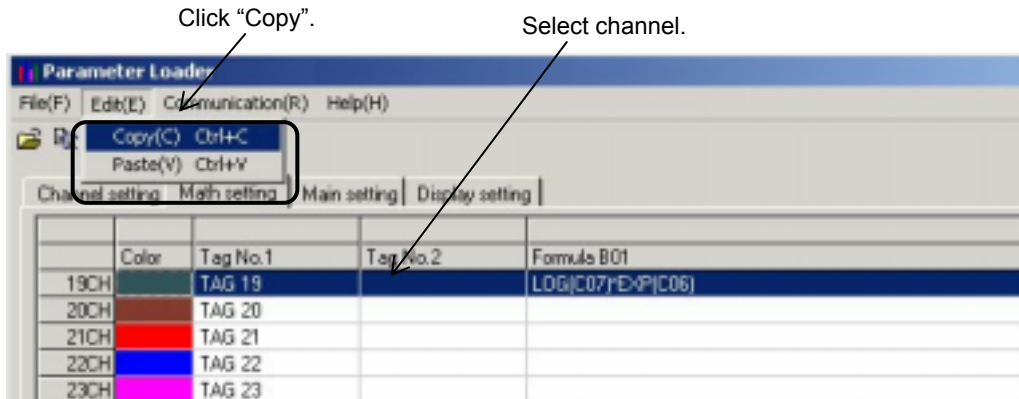 Click “Copy”.
Select channel.
Parameter Loader
File(F) Edit(E) Communication(R) Help(H)
Copy(C) Ctrl+C
Paste(V) Ctrl+V
Channel setting Math setting Main setting Display setting
Color Tag No.1 Tag No.2 Formula B01
19CH TAG 19 LOG(C07)*EXP(C06)
20CH TAG 20
21CH TAG 21
22CH TAG 22
23CH TAG 23